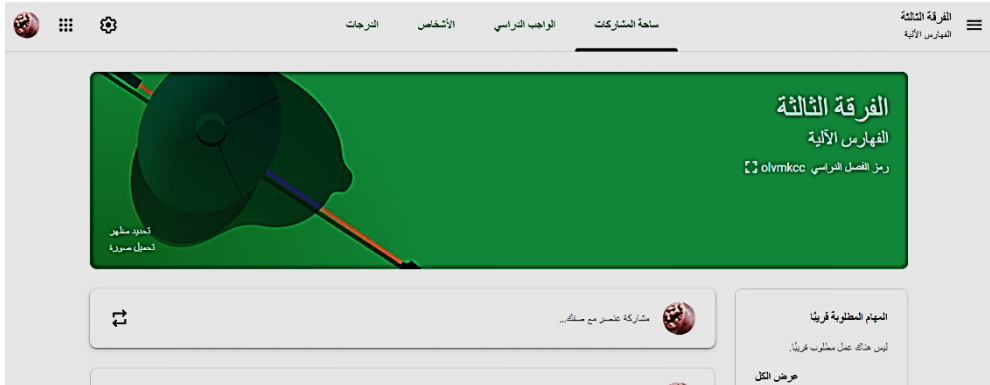 الفرقة الثالثة
الفهارس الآلية
ساحة المشاركات
الواجب الدراسي
الأشخاص
الدرجات
الفرقة الثالثة
الفهارس الآلية
رمز الفصل الدراسي olvmkcc
تحديد مظهر
تحميل صورة
المهام المطلوبة قريبًا
ليس هناك عمل مطلوب قريبًا.
عرض الكل
مشاركة عنصر مع صفك...